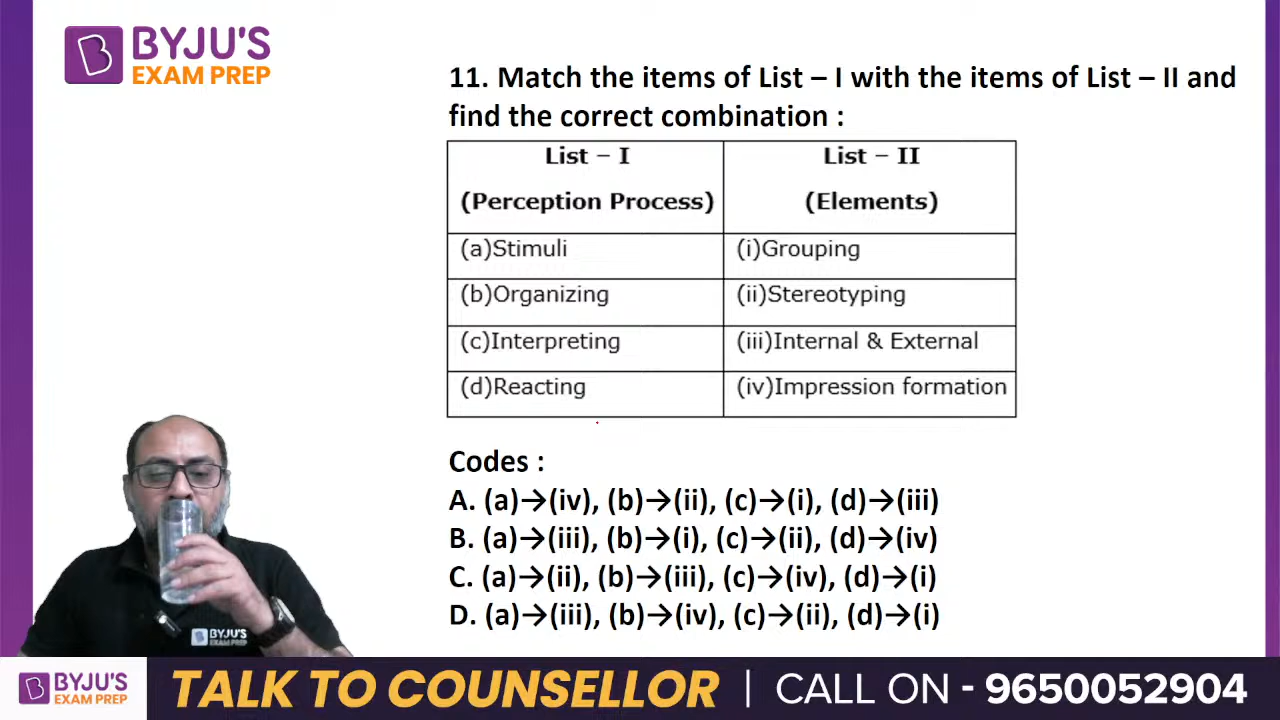 BYJU'S
EXAM PREP
11. Match the items of List – I with the items of List – II and
find the correct combination :
List – I
(Perception Process)
List – II
(Elements)
(a)Stimuli
(i)Grouping
(b)Organizing
(ii)Stereotyping
(c)Interpreting
(iii)Internal & External
(d)Reacting
(iv)Impression formation
Codes :
A. (a)→(iv), (b)→(ii), (c)→(i), (d)→(iii)
B. (a)→(iii), (b)→(i), (c)→(ii), (d)→(iv)
C. (a)→(ii), (b)→(iii), (c)→(iv), (d)→(i)
D. (a)→(iii), (b)→(iv), (c)→(ii), (d)→(i)
BYJU'S
EXAM PREP
BYJU'S
EXAM PREP
TALK TO COUNSELLOR | CALL ON - 9650052904